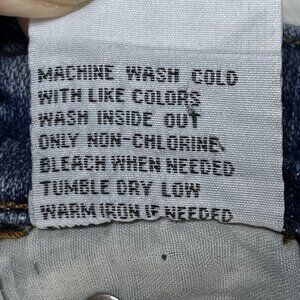 MACHINE WASH COLD
WITH LIKE COLORS
WASH INSIDE OUT
ONLY NON-CHLORINE
BLEACH WHEN NEEDED
TUMBLE DRY LOW
WARM IRON IF NEEDED